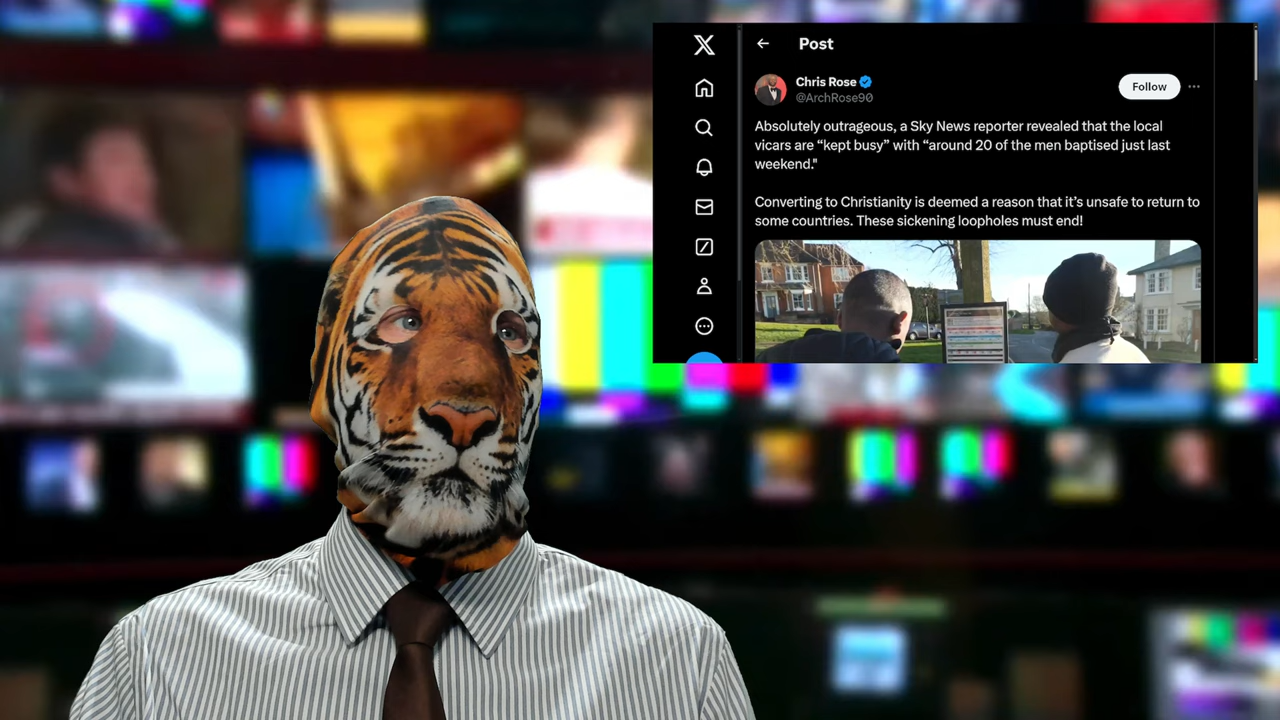 Post
Chris Rose
@ArchRose90
Follow
Absolutely outrageous, a Sky News reporter revealed that the local
vicars are “kept busy” with “around 20 of the men baptised just last
weekend."
Converting to Christianity is deemed a reason that it’s unsafe to return to
some countries. These sickening loopholes must end!